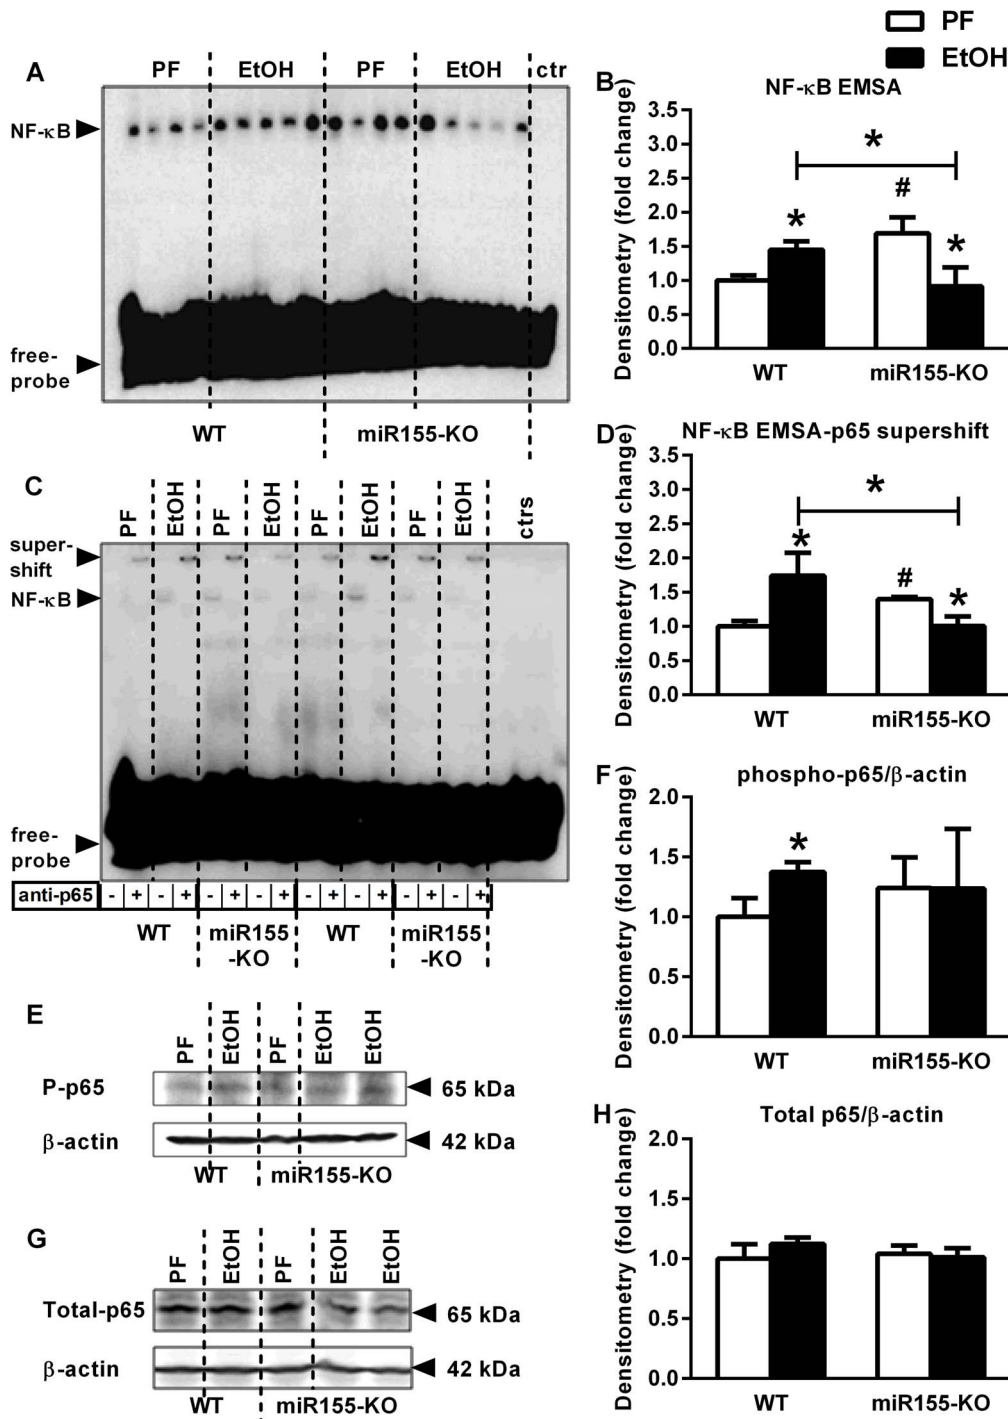 PF
EtOH
A
PF EtOH PF EtOH ctr
NF-κB
free-
probe
WT miR155-KO
B
NF-κB EMSA
Densitometry (fold change)
3.5
3.0
2.5
2.0
1.5
1.0
0.5
0.0
*
*
#
*
WT miR155-KO
C
PF EtOH PF EtOH PF EtOH PF EtOH ctrs
super-
shift
NF-κB
free-
probe
anti-p65 - + - + - + - + - + - + - + - +
WT miR155 WT miR155
-KO -KO
D
NF-κB EMSA-p65 supershift
Densitometry (fold change)
3.5
3.0
2.5
2.0
1.5
1.0
0.5
0.0
*
*
#
*
WT miR155-KO
E
PF EtOH PF EtOH EtOH
P-p65 65 kDa
β-actin 42 kDa
WT miR155-KO
F
phospho-p65/β-actin
Densitometry (fold change)
2.0
1.5
1.0
0.5
0.0
*
WT miR155-KO
G
PF EtOH PF EtOH EtOH
Total-p65 65 kDa
β-actin 42 kDa
WT miR155-KO
H
Total p65/β-actin
Densitometry (fold change)
2.0
1.5
1.0
0.5
0.0
WT miR155-KO